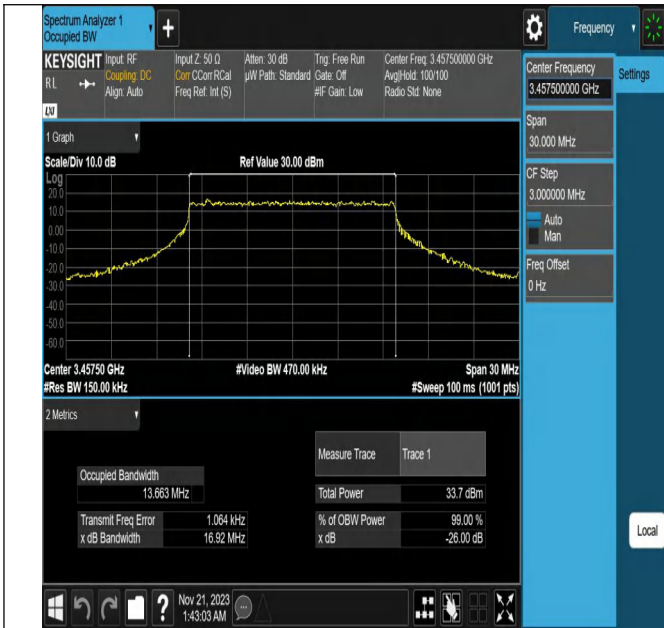 Spectrum Analyzer 1
Occupied BW
Frequency
KEYSIGHT Input: RF Input Z: 50 Ω Atten: 30 dB Trig: Free Run Center Freq: 3.457500000 GHz
RL Coupling: DC Corr CCorr RCal µW Path: Standard Gate: Off Avg|Hold: 100/100
Align: Auto Freq Ref: Int (S) #IF Gain: Low Radio Std: None
LXI
Center Frequency
3.457500000 GHz
Settings
Span
30.000 MHz
CF Step
3.000000 MHz
Auto
Man
Freq Offset
0 Hz
1 Graph
Scale/Div 10.0 dB Ref Value 30.00 dBm
Log
20.0
10.0
0.00
-10.0
-20.0
-30.0
-40.0
-50.0
-60.0
Center 3.45750 GHz #Video BW 470.00 kHz Span 30 MHz
#Res BW 150.00 kHz #Sweep 100 ms (1001 pts)
2 Metrics
Measure Trace Trace 1
Occupied Bandwidth
13.663 MHz
Total Power 33.7 dBm
Transmit Freq Error 1.064 kHz % of OBW Power 99.00 %
x dB Bandwidth 16.92 MHz x dB -26.00 dB
Local
Nov 21, 2023
1:43:03 AM